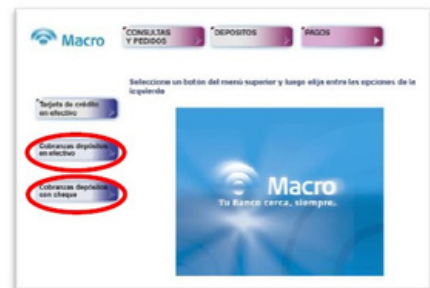 Macro
CONSULTAS
Y PEDIDOS
DEPOSITOS
PAGOS
Seleccione un botón del menú superior y luego elija entre las opciones de la
izquierda
Tarjeta de crédito
en efectivo
Cobranzas depósitos
en efectivo
Cobranzas depósitos
con cheque
Macro
Tu Banco cerca, siempre.